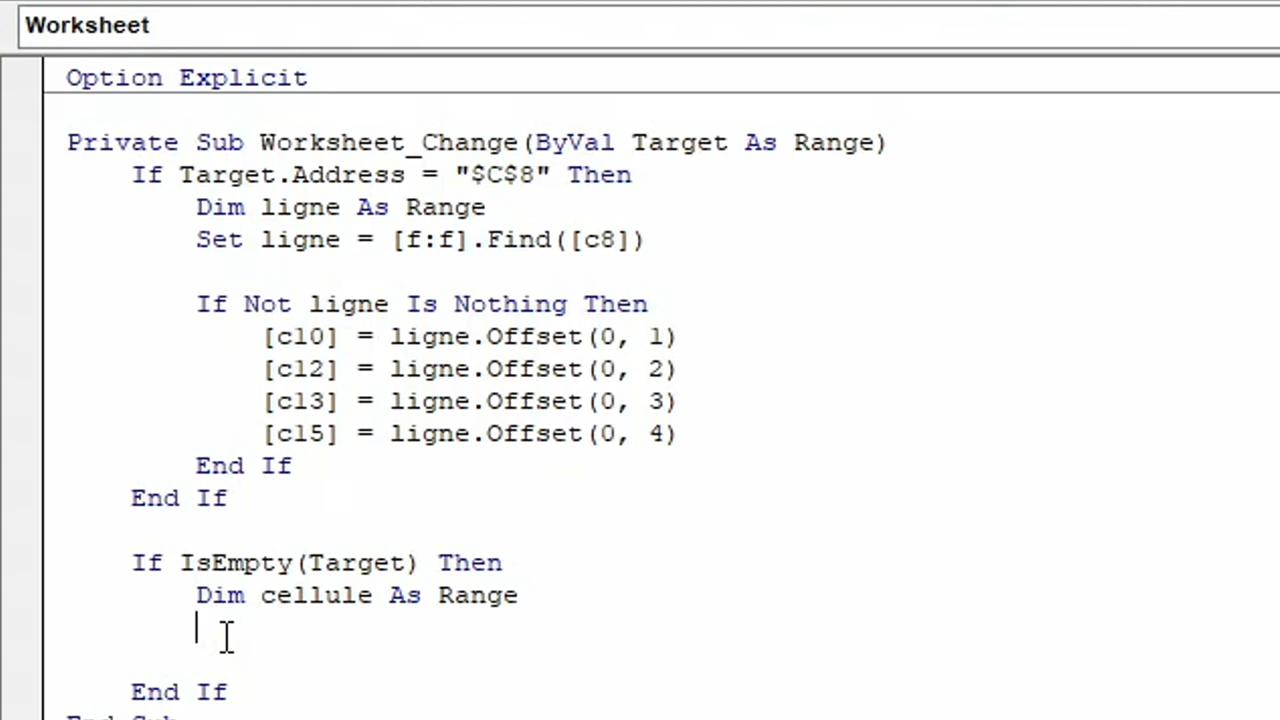 Worksheet
Option Explicit
Private Sub Worksheet_Change(ByVal Target As Range)
If Target.Address = "$C$8" Then
Dim ligne As Range
Set ligne = [f:f].Find([c8])
If Not ligne Is Nothing Then
[c10] = ligne.Offset(0, 1)
[c12] = ligne.Offset(0, 2)
[c13] = ligne.Offset(0, 3)
[c15] = ligne.Offset(0, 4)
End If
End If
If IsEmpty(Target) Then
Dim cellule As Range
End If
End Sub